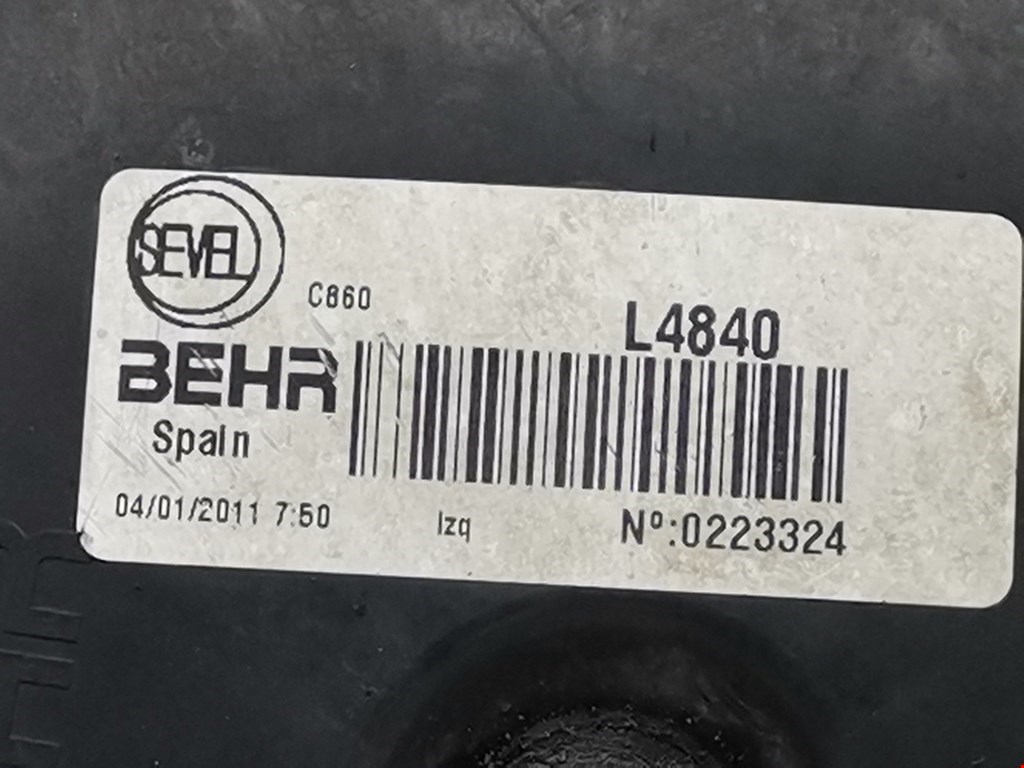 SEVEL
C860
L4840
BEHR
Spain
04/01/2011 7:50
Izq
Nº:0223324